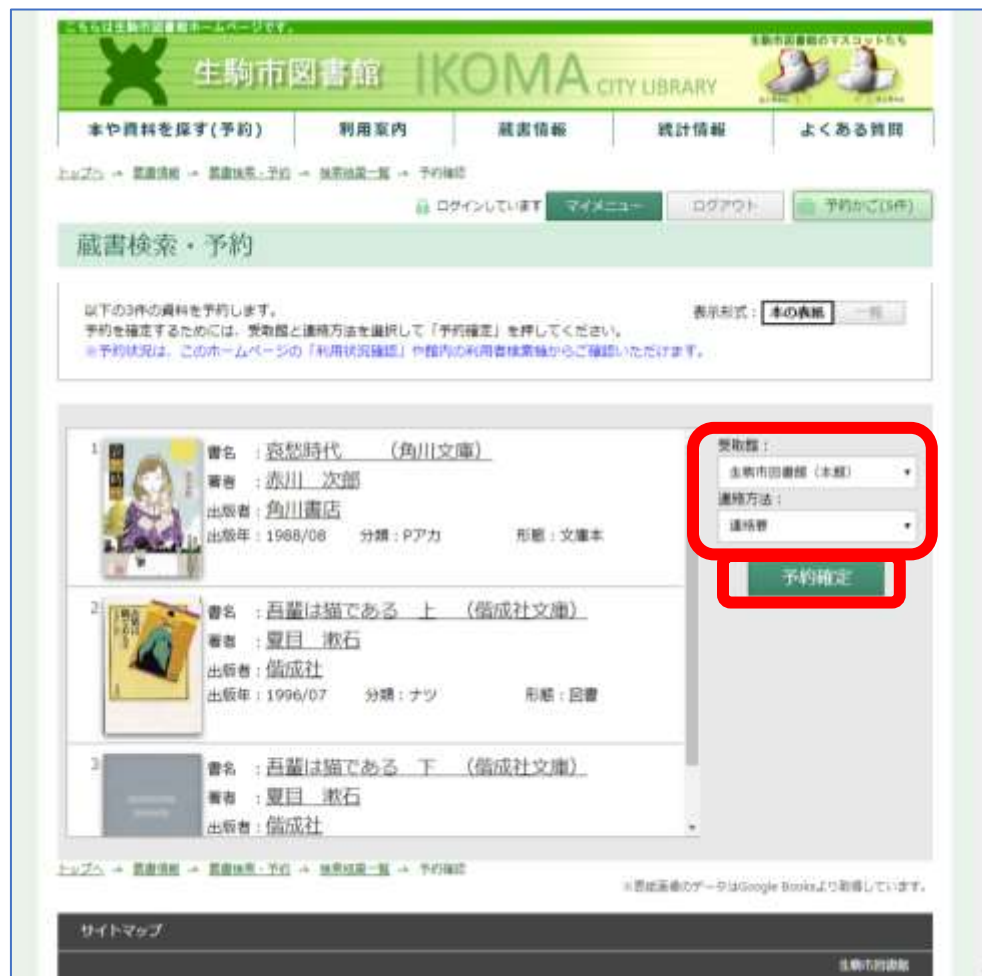 こちらは生駒市図書館ホームページです。
生駒市図書館 IKOMA CITY LIBRARY
生駒市図書館のマスコットたち
本や資料を探す(予約) 利用案内 蔵書情報 統計情報 よくある質問
トップへ → 蔵書情報 → 蔵書検索・予約 → 検索結果一覧 → 予約確認
ログインしています マイメニュー ログアウト 予約かご(5件)
蔵書検索・予約
以下の3件の資料を予約します。
表示形式: 本の表紙 一覧
予約を確定するためには、受取館と連絡方法を選択して「予約確定」を押してください。
※予約状況は、このホームページの「利用状況確認」や館内の利用者検索機からご確認いただけます。
1
書名 :哀愁時代 (角川文庫)
著者 :赤川 次郎
出版者:角川書店
出版年:1988/08 分類:Pアカ 形態:文庫本
受取館:
生駒市図書館(本館)
連絡方法:
連絡要
予約確定
2
書名 :吾輩は猫である 上 (偕成社文庫)
著者 :夏目 漱石
出版者:偕成社
出版年:1996/07 分類:ナツ 形態:図書
3
書名 :吾輩は猫である 下 (偕成社文庫)
著者 :夏目 漱石
出版者:偕成社
トップへ → 蔵書情報 → 蔵書検索・予約 → 検索結果一覧 → 予約確認
※表紙画像のデータはGoogle Booksより取得しています。
サイトマップ
生駒市図書館